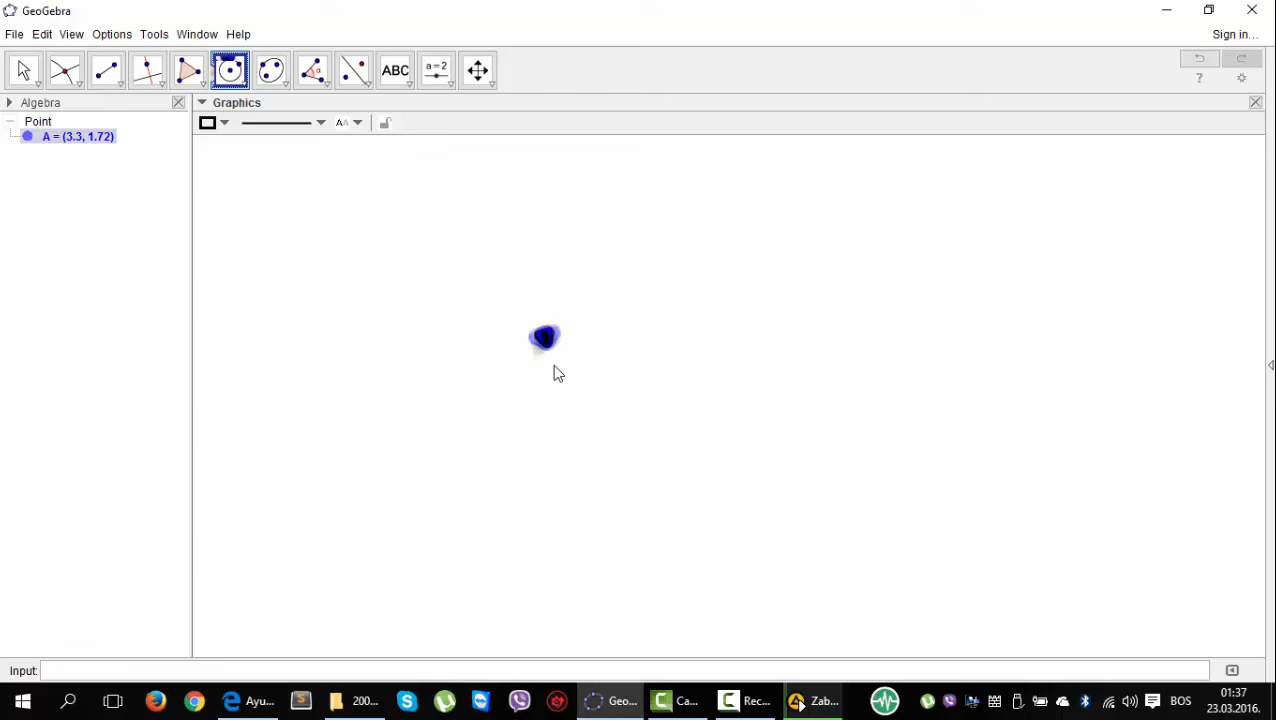 GeoGebra
File Edit View Options Tools Window Help
Sign in...
α
ABC
a = 2
?
Algebra
Graphics
AA
Point
A = (3.3, 1.72)
Input:
Ayu...
200...
Geo...
Ca...
Rec...
Zab...
BOS
01:37
23.03.2016.